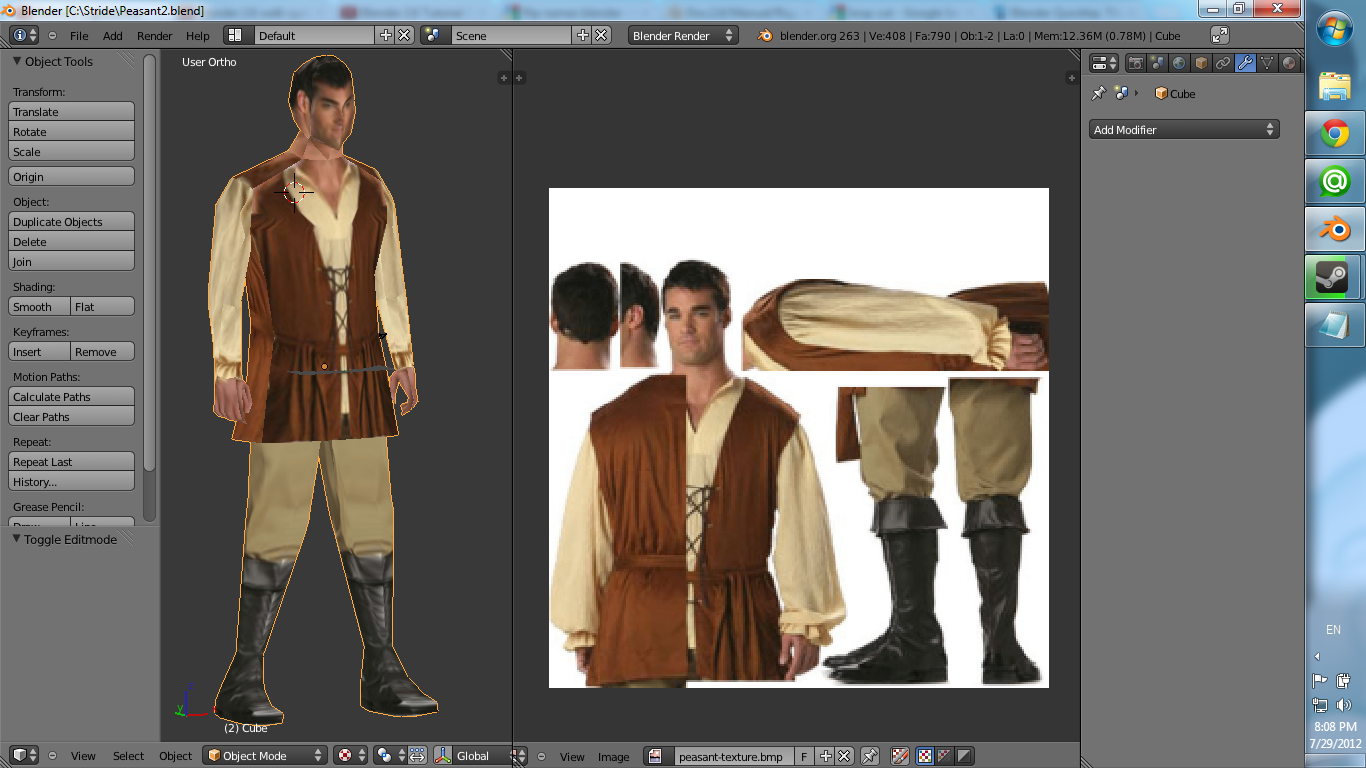 Blender [C:\Stride\Peasant2.blend]
File Add Render Help Default Scene Blender Render blender.org 263 | Ve:408 | Fa:790 | Ob:1-2 | La:0 | Mem:12.36M (0.78M) | Cube
Object Tools
Transform:
Translate
Rotate
Scale
Origin
Object:
Duplicate Objects
Delete
Join
Shading:
Smooth Flat
Keyframes:
Insert Remove
Motion Paths:
Calculate Paths
Clear Paths
Repeat:
Repeat Last
History...
Grease Pencil:
Toggle Editmode
User Ortho
y
(2) Cube
View Select Object Object Mode Global
View Image peasant-texture.bmp F
Cube
Add Modifier
EN
8:08 PM
7/29/2012